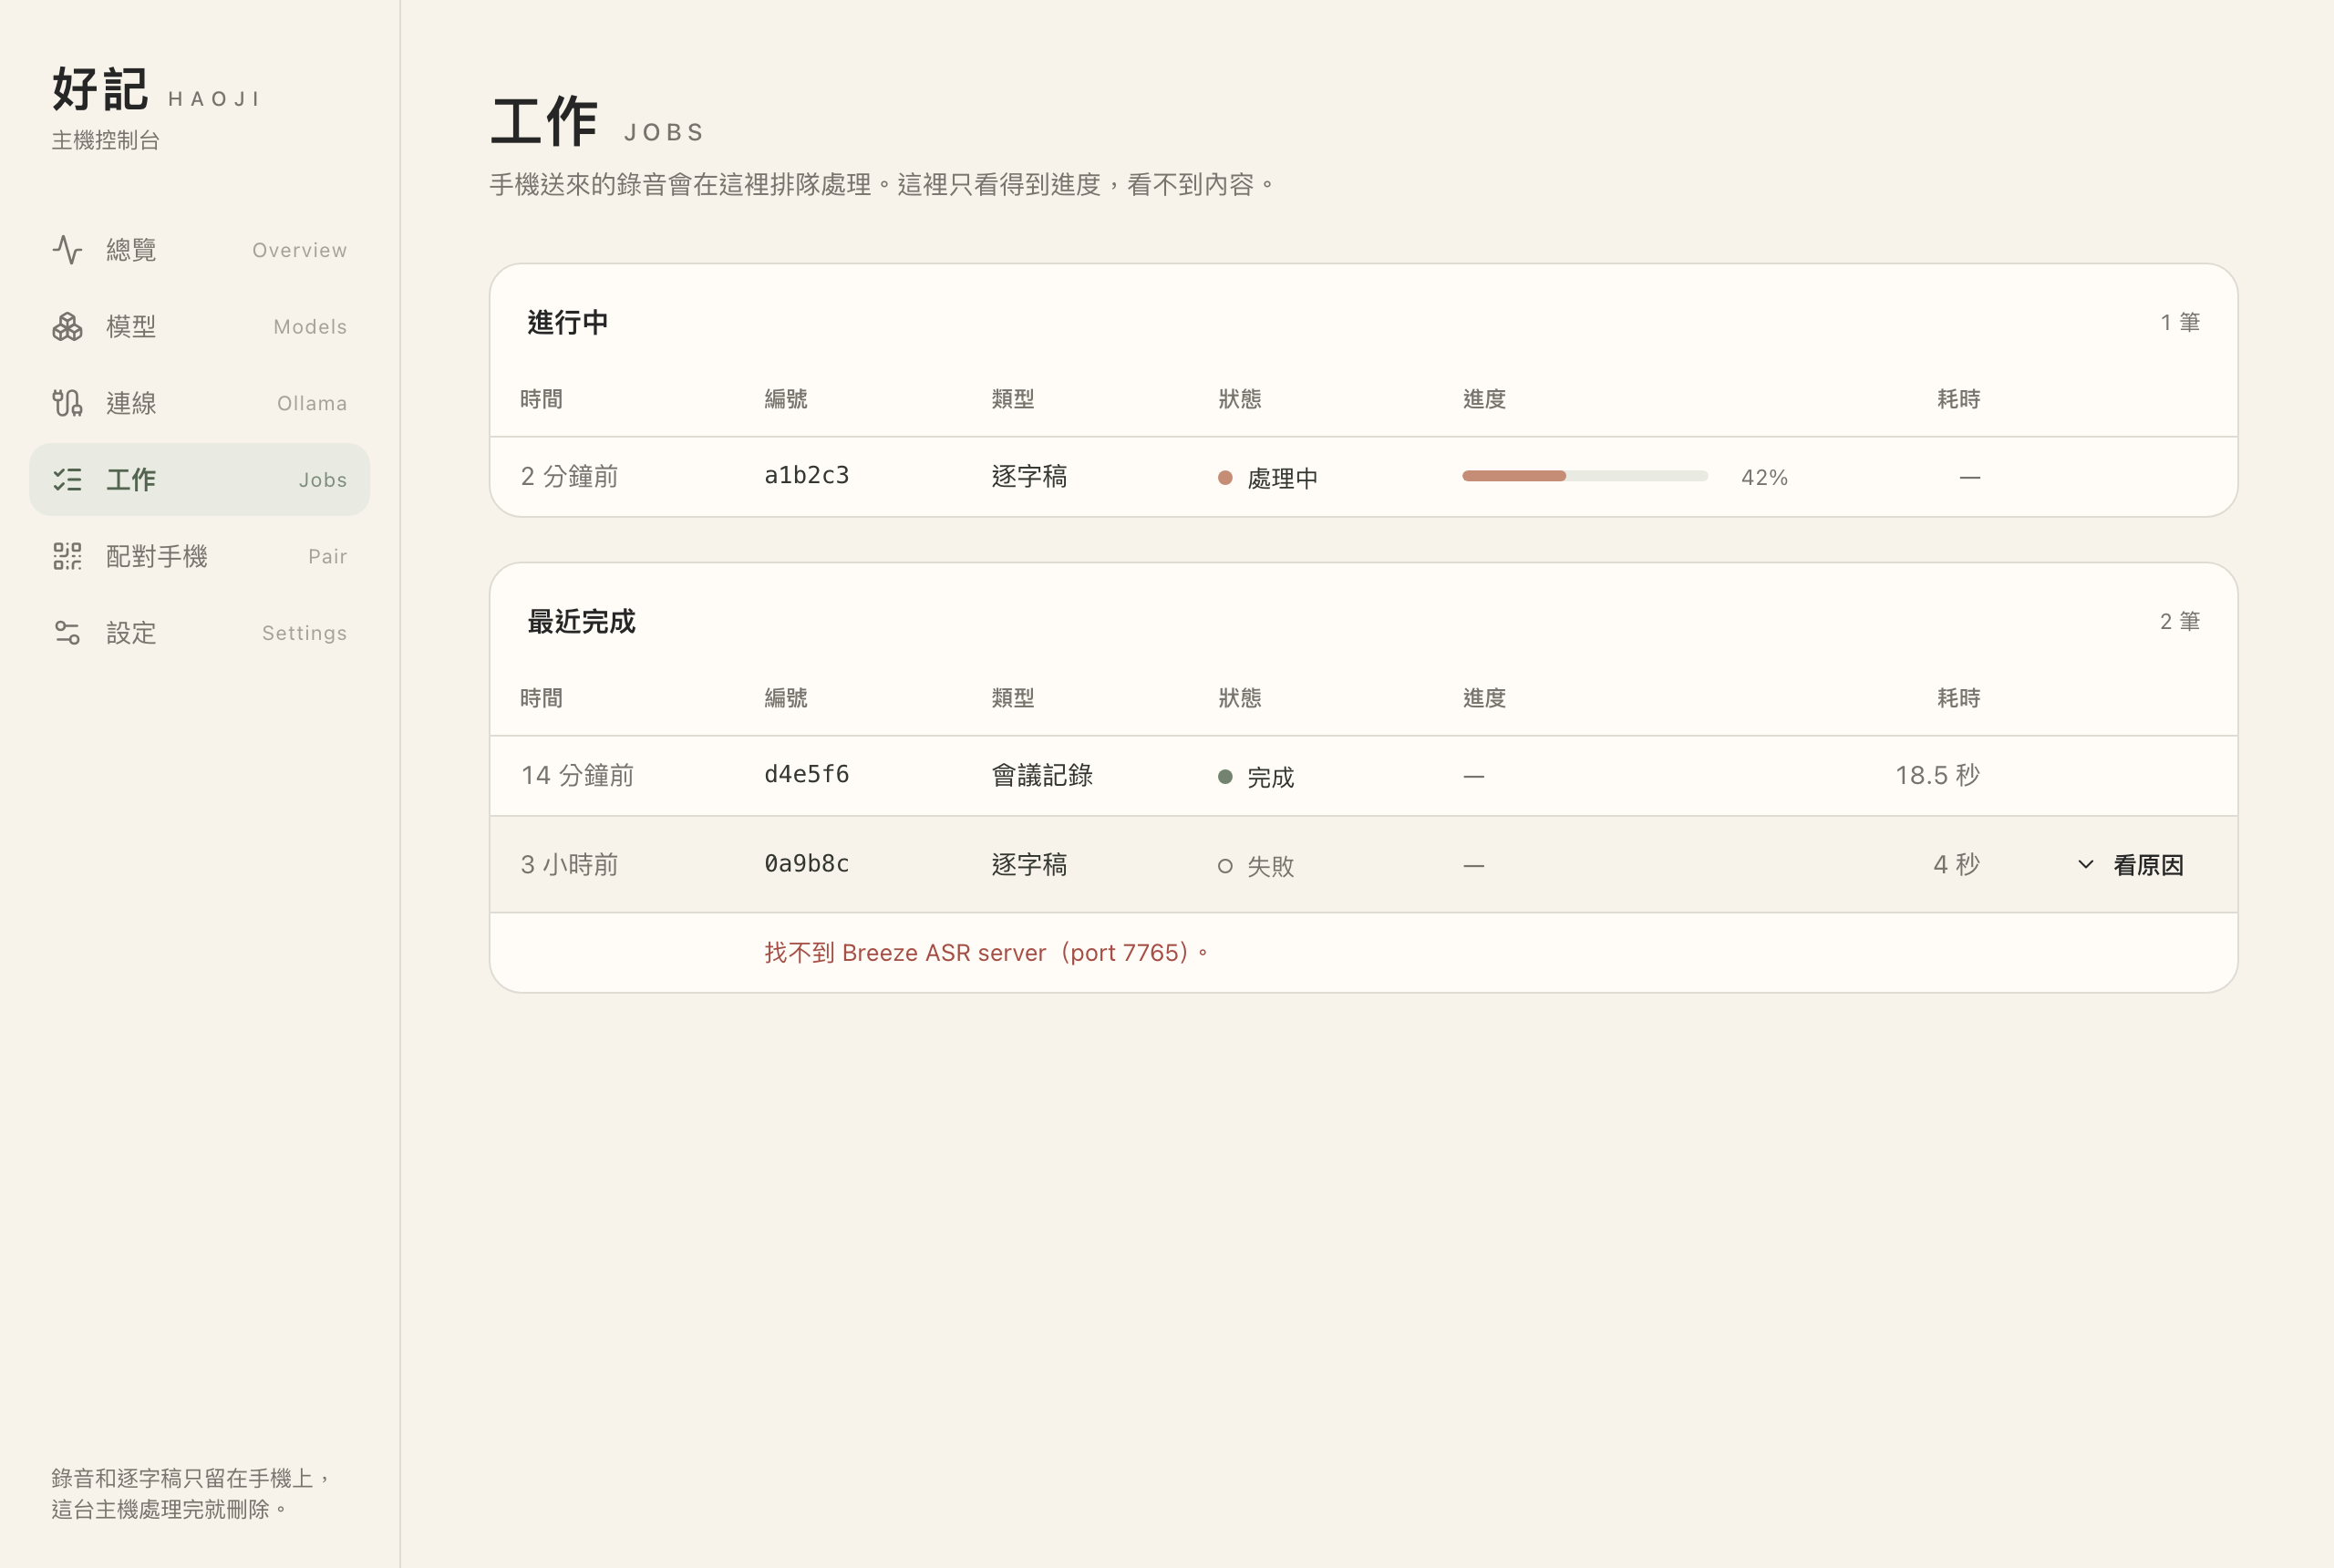 好記 HAOJI
主機控制台
總覽 Overview
模型 Models
連線 Ollama
工作 Jobs
配對手機 Pair
設定 Settings
錄音和逐字稿只留在手機上，
這台主機處理完就刪除。
工作 JOBS
手機送來的錄音會在這裡排隊處理。這裡只看得到進度，看不到內容。
進行中 1 筆
時間 編號 類型 狀態 進度 耗時
2 分鐘前 a1b2c3 逐字稿 處理中 42% —
最近完成 2 筆
時間 編號 類型 狀態 進度 耗時
14 分鐘前 d4e5f6 會議記錄 完成 — 18.5 秒
3 小時前 0a9b8c 逐字稿 失敗 — 4 秒 看原因
找不到 Breeze ASR server（port 7765）。